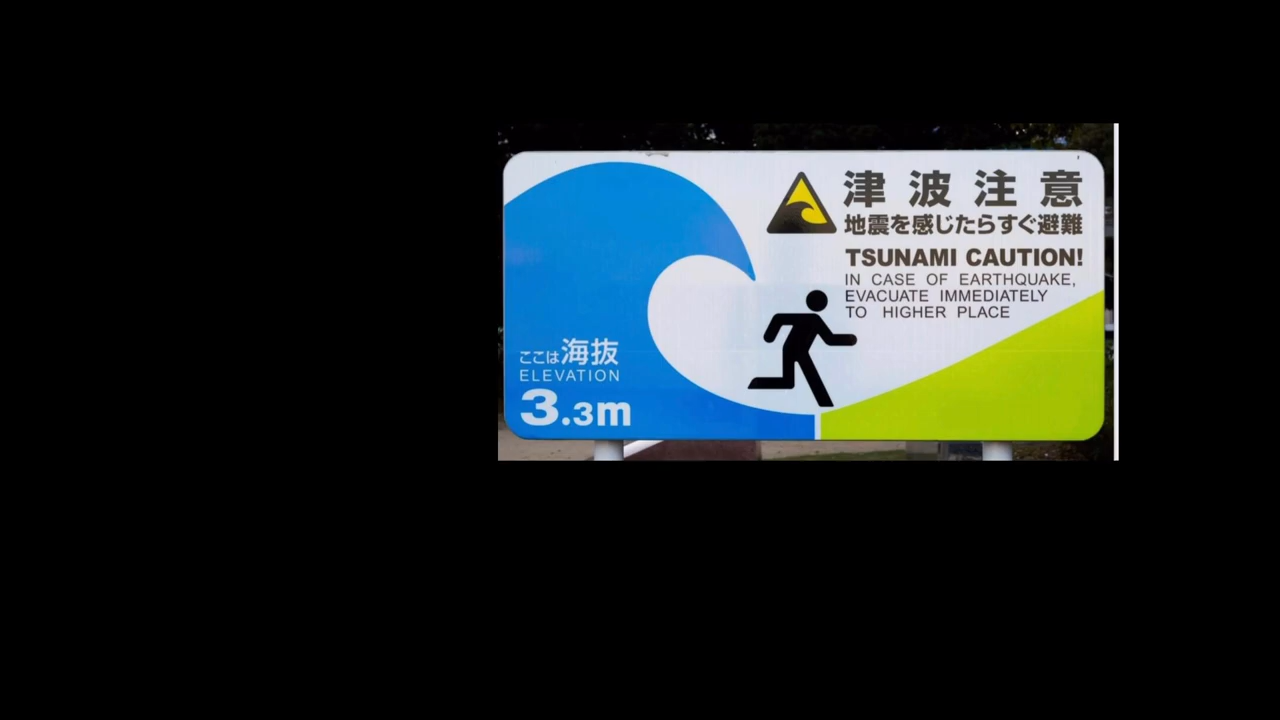 津波注意
地震を感じたらすぐ避難
TSUNAMI CAUTION!
IN CASE OF EARTHQUAKE,
EVACUATE IMMEDIATELY
TO HIGHER PLACE
ここは海抜
ELEVATION
3.3m